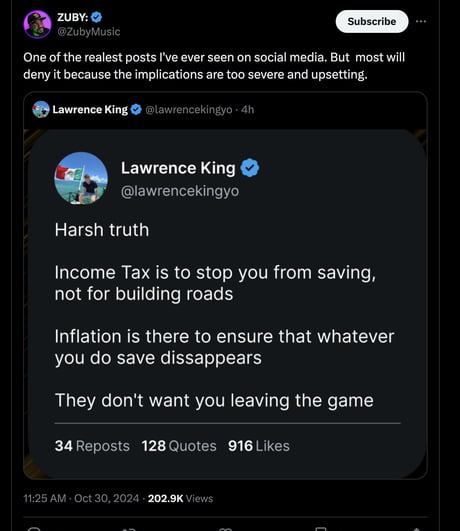 ZUBY:
@ZubyMusic
Subscribe
One of the realest posts I've ever seen on social media. But most will
deny it because the implications are too severe and upsetting.
Lawrence King @lawrencekingyo · 4h
Lawrence King
@lawrencekingyo
Harsh truth
Income Tax is to stop you from saving,
not for building roads
Inflation is there to ensure that whatever
you do save dissappears
They don't want you leaving the game
34 Reposts 128 Quotes 916 Likes
11:25 AM · Oct 30, 2024 · 202.9K Views